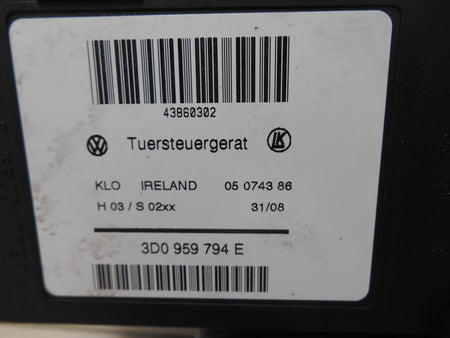 43860302
Tuersteuergerat
KLO IRELAND 05 0743 86
H 03 / S 02xx 31/08
3D0 959 794 E